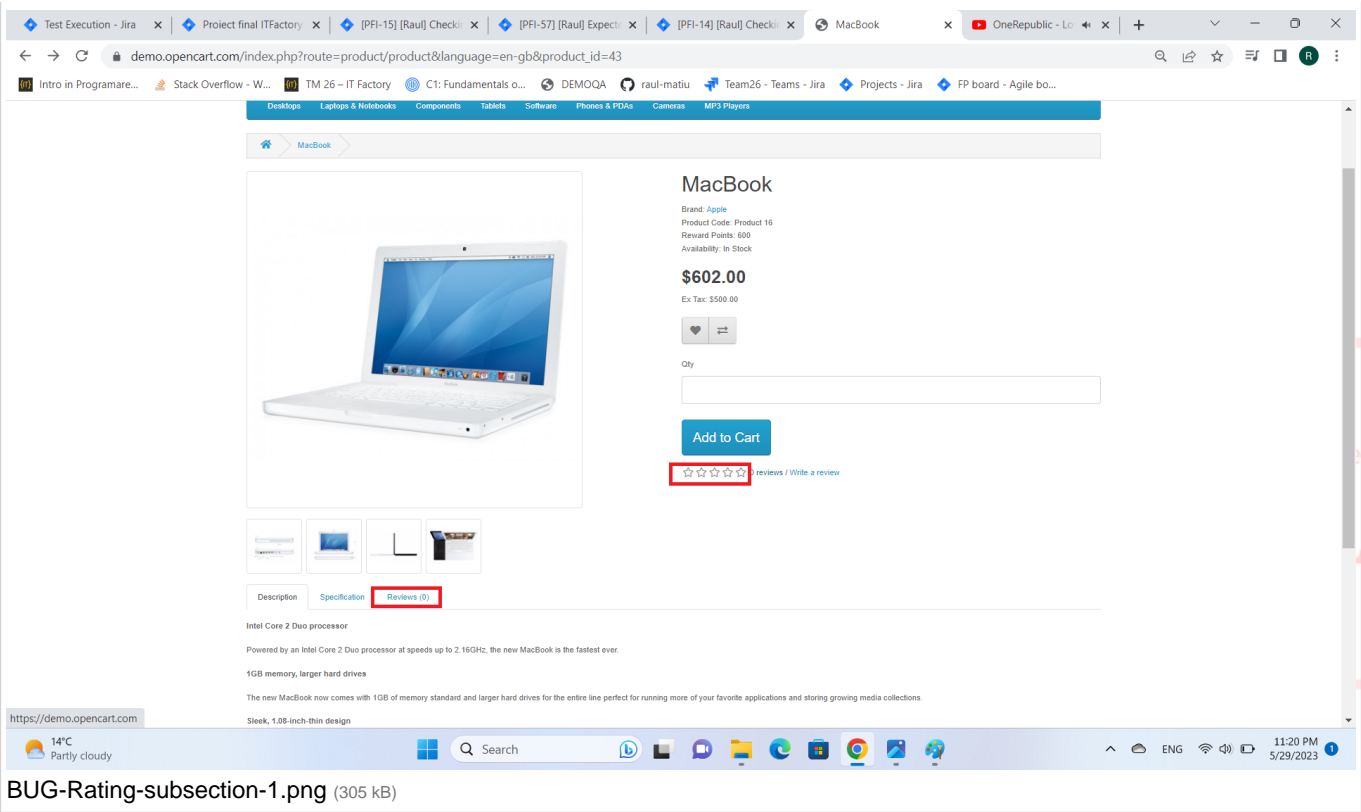 Test Execution - Jira
Proiect final ITFactory
[PFI-15] [Raul] Checkin
[PFI-57] [Raul] Expecte
[PFI-14] [Raul] Checkin
MacBook
OneRepublic - Lo
demo.opencart.com/index.php?route=product/product&language=en-gb&product_id=43
R
Intro in Programare...
Stack Overflow - W...
TM 26 – IT Factory
C1: Fundamentals o...
DEMOQA
raul-matiu
Team26 - Teams - Jira
Projects - Jira
FP board - Agile bo...
Desktops Laptops & Notebooks Components Tablets Software Phones & PDAs Cameras MP3 Players
MacBook
MacBook
Brand: Apple
Product Code: Product 16
Reward Points: 600
Availability: In Stock
$602.00
Ex Tax: $500.00
Qty
Add to Cart
reviews / Write a review
Description Specification Reviews (0)
Intel Core 2 Duo processor
Powered by an Intel Core 2 Duo processor at speeds up to 2.16GHz, the new MacBook is the fastest ever.
1GB memory, larger hard drives
The new MacBook now comes with 1GB of memory standard and larger hard drives for the entire line perfect for running more of your favorite applications and storing growing media collections.
Sleek, 1.08-inch-thin design
https://demo.opencart.com
14°C
Partly cloudy
Search
ENG
11:20 PM
5/29/2023
1
BUG-Rating-subsection-1.png (305 kB)